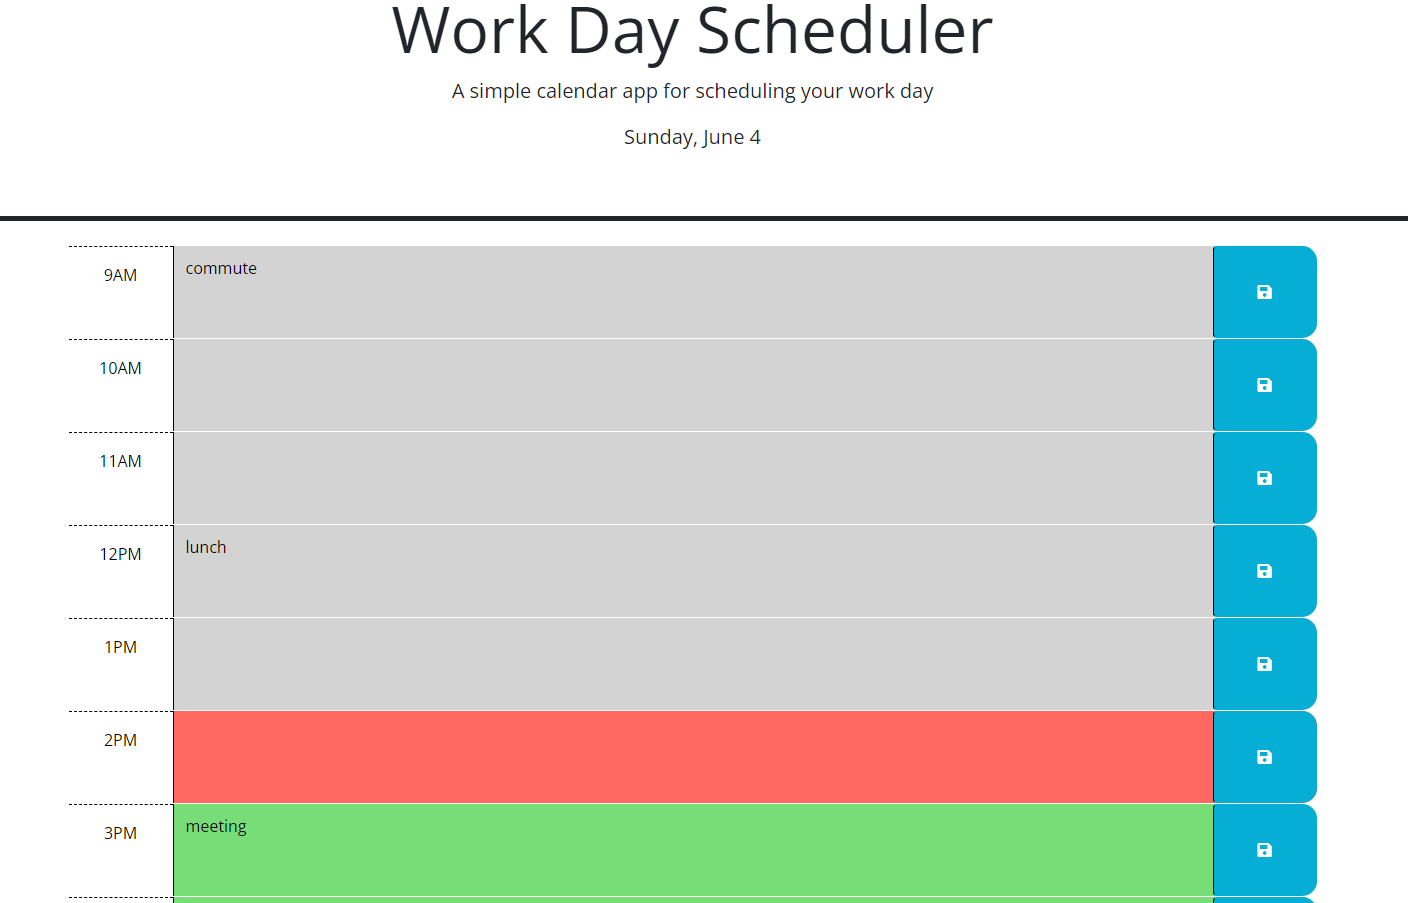 Work Day Scheduler
A simple calendar app for scheduling your work day
Sunday, June 4
9AM
commute
10AM
11AM
12PM
lunch
1PM
2PM
3PM
meeting